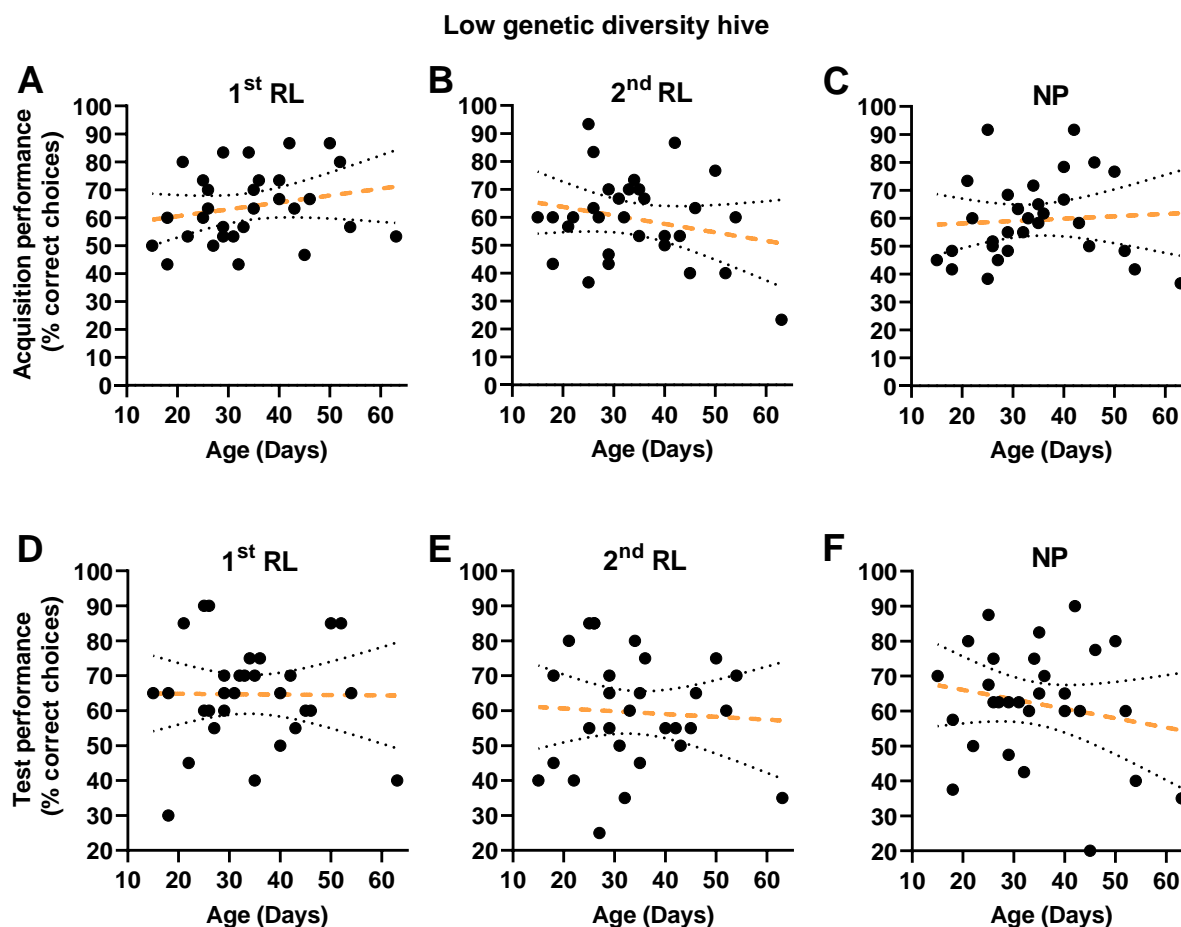 Low genetic diversity hive
A
1st RL
B
2nd RL
C
NP
Acquisition performance
(% correct choices)
100
90
80
70
60
50
40
30
20
10
0
10 20 30 40 50 60
Age (Days)
100
90
80
70
60
50
40
30
20
10
0
10 20 30 40 50 60
Age (Days)
100
90
80
70
60
50
40
30
20
10
0
10 20 30 40 50 60
Age (Days)
D
1st RL
E
2nd RL
F
NP
Test performance
(% correct choices)
100
90
80
70
60
50
40
30
20
10 20 30 40 50 60
Age (Days)
100
90
80
70
60
50
40
30
20
10 20 30 40 50 60
Age (Days)
100
90
80
70
60
50
40
30
20
10 20 30 40 50 60
Age (Days)